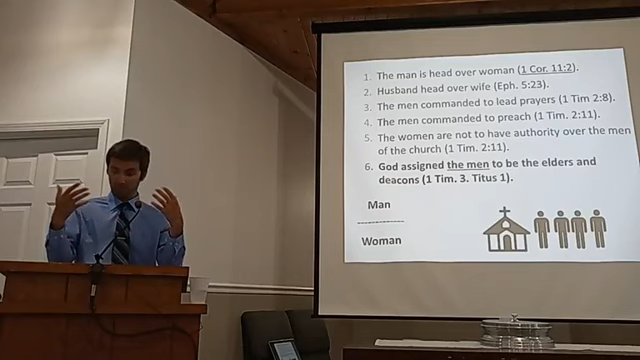 1. The man is head over woman (1 Cor. 11:2).
2. Husband head over wife (Eph. 5:23).
3. The men commanded to lead prayers (1 Tim 2:8).
4. The men commanded to preach (1 Tim. 2:11).
5. The women are not to have authority over the men
of the church (1 Tim. 2:11).
6. God assigned the men to be the elders and
deacons (1 Tim. 3. Titus 1).
Man
------------
Woman